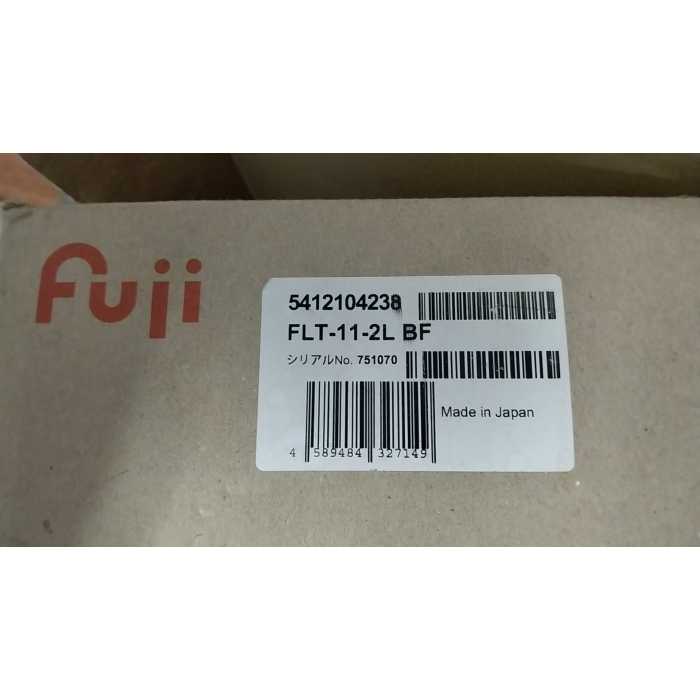 Fuji
5412104238
FLT-11-2L BF
シリアルNo. 751070
Made in Japan
4 589484 327149